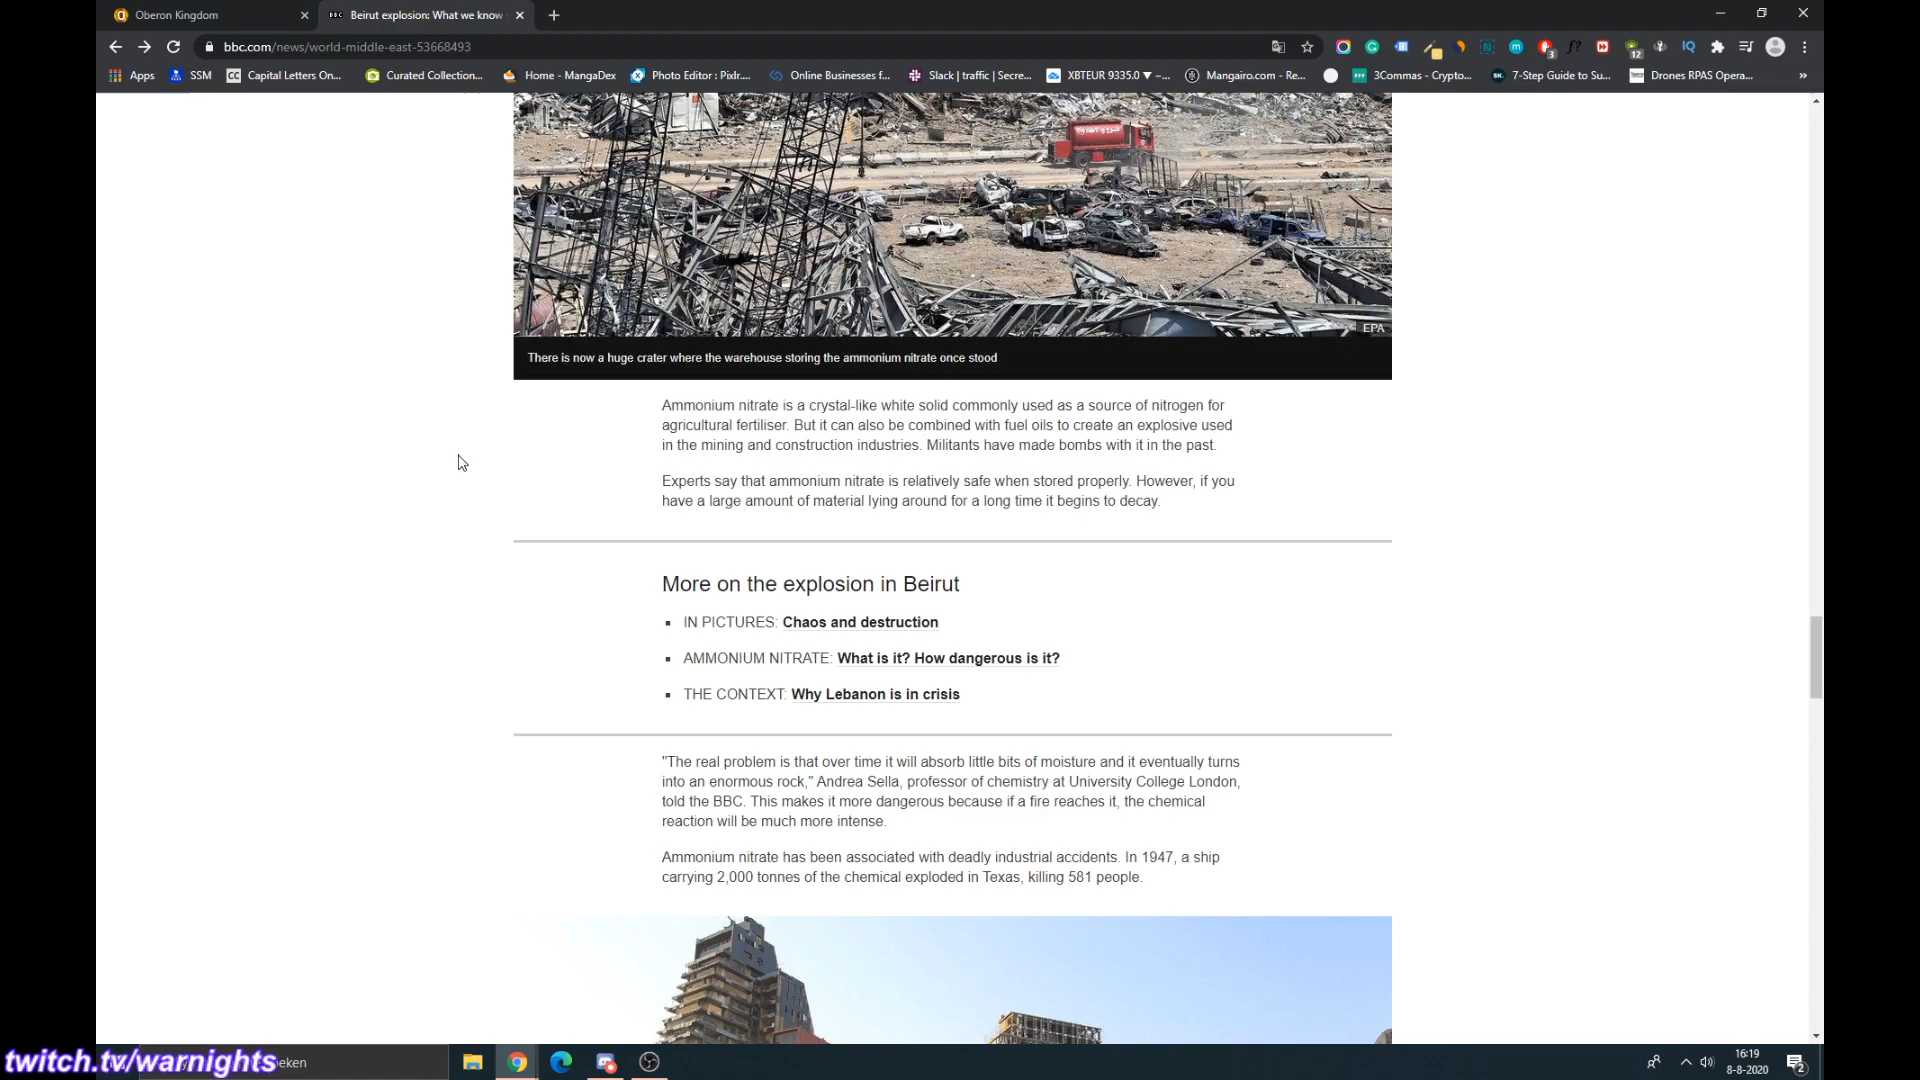 Oberon Kingdom
BBC Beirut explosion: What we know
bbc.com/news/world-middle-east-53668493
Apps SSM CC Capital Letters On... Curated Collection... Home - MangaDex Photo Editor : Pixlr... Online Businesses f... Slack | traffic | Secre... XBTEUR 9335.0 ▼ –... Mangairo.com - Re... 3Commas - Crypto... SK. 7-Step Guide to Su... Drones RPAS Opera... »
EPA
There is now a huge crater where the warehouse storing the ammonium nitrate once stood
Ammonium nitrate is a crystal-like white solid commonly used as a source of nitrogen for
agricultural fertiliser. But it can also be combined with fuel oils to create an explosive used
in the mining and construction industries. Militants have made bombs with it in the past.
Experts say that ammonium nitrate is relatively safe when stored properly. However, if you
have a large amount of material lying around for a long time it begins to decay.
More on the explosion in Beirut
▪ IN PICTURES: Chaos and destruction
▪ AMMONIUM NITRATE: What is it? How dangerous is it?
▪ THE CONTEXT: Why Lebanon is in crisis
"The real problem is that over time it will absorb little bits of moisture and it eventually turns
into an enormous rock," Andrea Sella, professor of chemistry at University College London,
told the BBC. This makes it more dangerous because if a fire reaches it, the chemical
reaction will be much more intense.
Ammonium nitrate has been associated with deadly industrial accidents. In 1947, a ship
carrying 2,000 tonnes of the chemical exploded in Texas, killing 581 people.
twitch.tv/warnights
16:19
8-8-2020
2